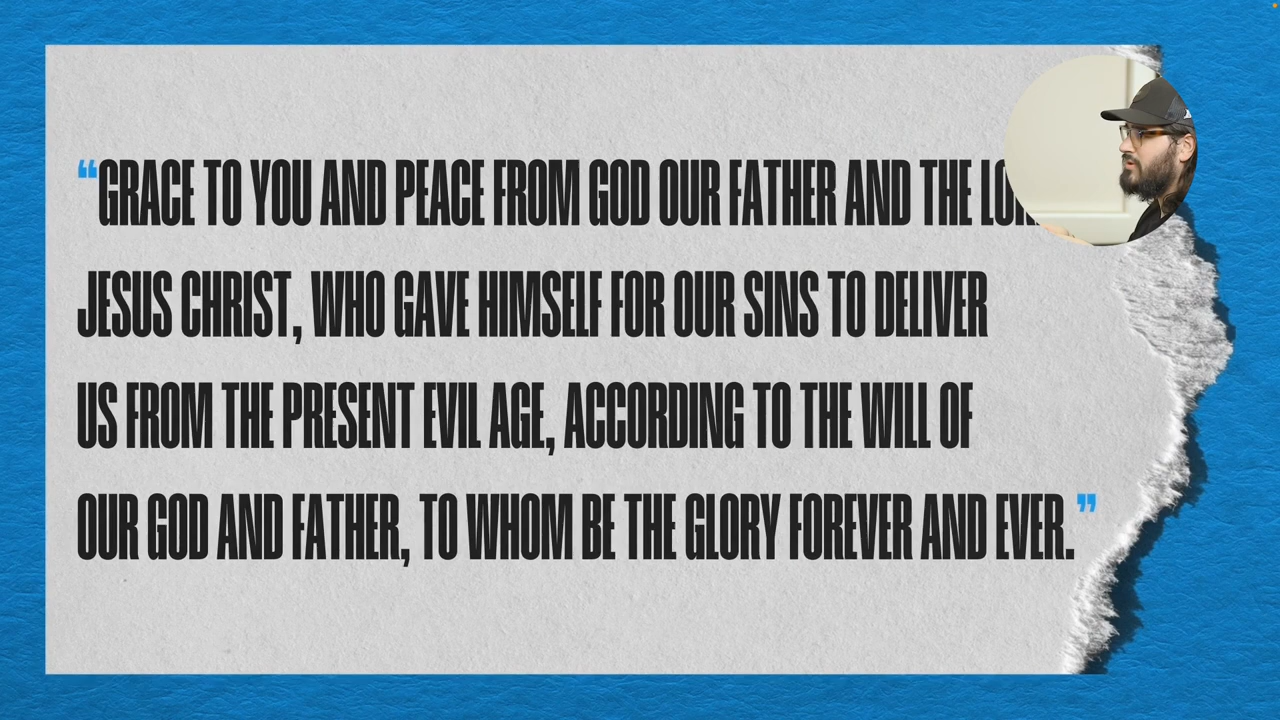 “GRACE TO YOU AND PEACE FROM GOD OUR FATHER AND THE
JESUS CHRIST, WHO GAVE HIMSELF FOR OUR SINS TO DELIVER
US FROM THE PRESENT EVIL AGE, ACCORDING TO THE WILL OF
OUR GOD AND FATHER, TO WHOM BE THE GLORY FOREVER AND EVER.”